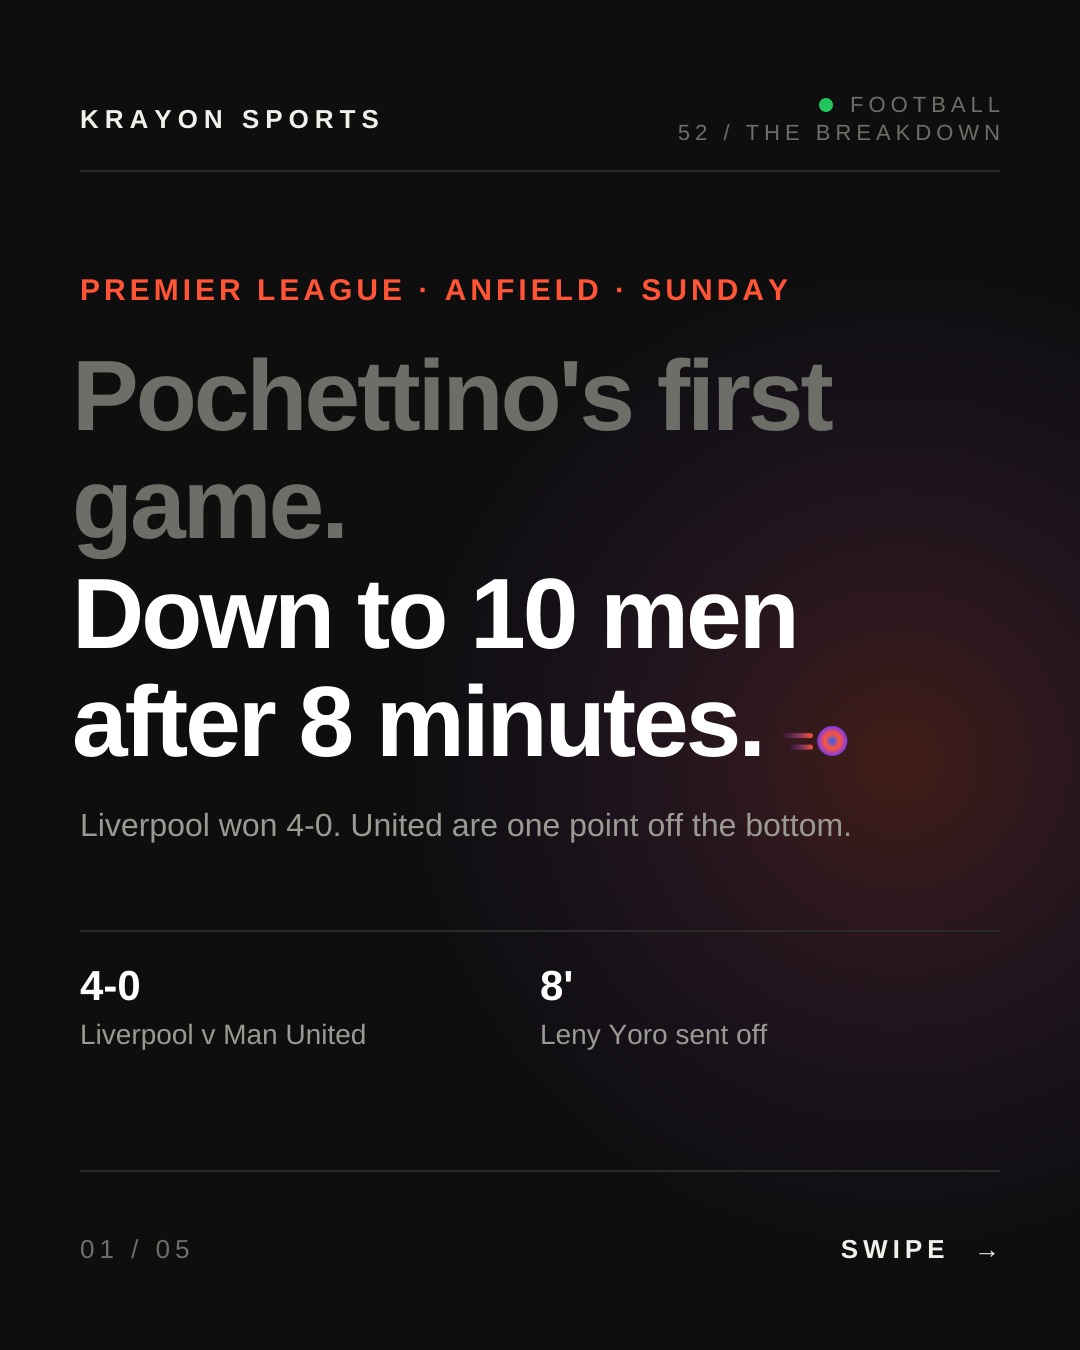 KRAYON SPORTS
FOOTBALL
52 / THE BREAKDOWN
PREMIER LEAGUE · ANFIELD · SUNDAY
Pochettino's first
game.
Down to 10 men
after 8 minutes.
Liverpool won 4-0. United are one point off the bottom.
4-0
Liverpool v Man United
8'
Leny Yoro sent off
01 / 05
SWIPE →